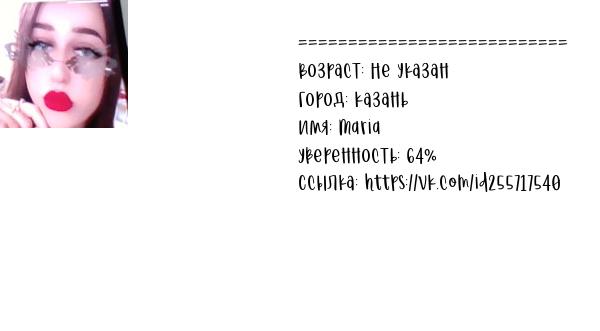 ===========================
Возраст: Не указан
Город: Казань
Имя: Maria
Уверенность: 64%
Ссылка: https://vk.com/id255717540